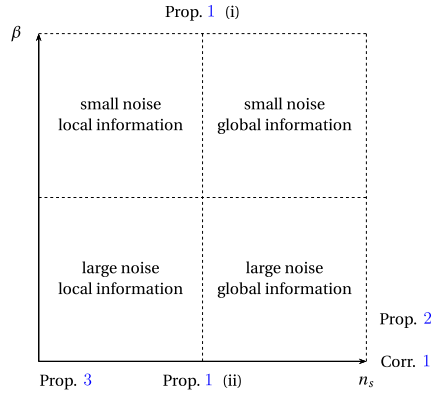 Prop. 1 (i)
β
small noise
local information
small noise
global information
large noise
local information
large noise
global information
Prop. 2
Corr. 1
Prop. 3
Prop. 1 (ii)
n_s